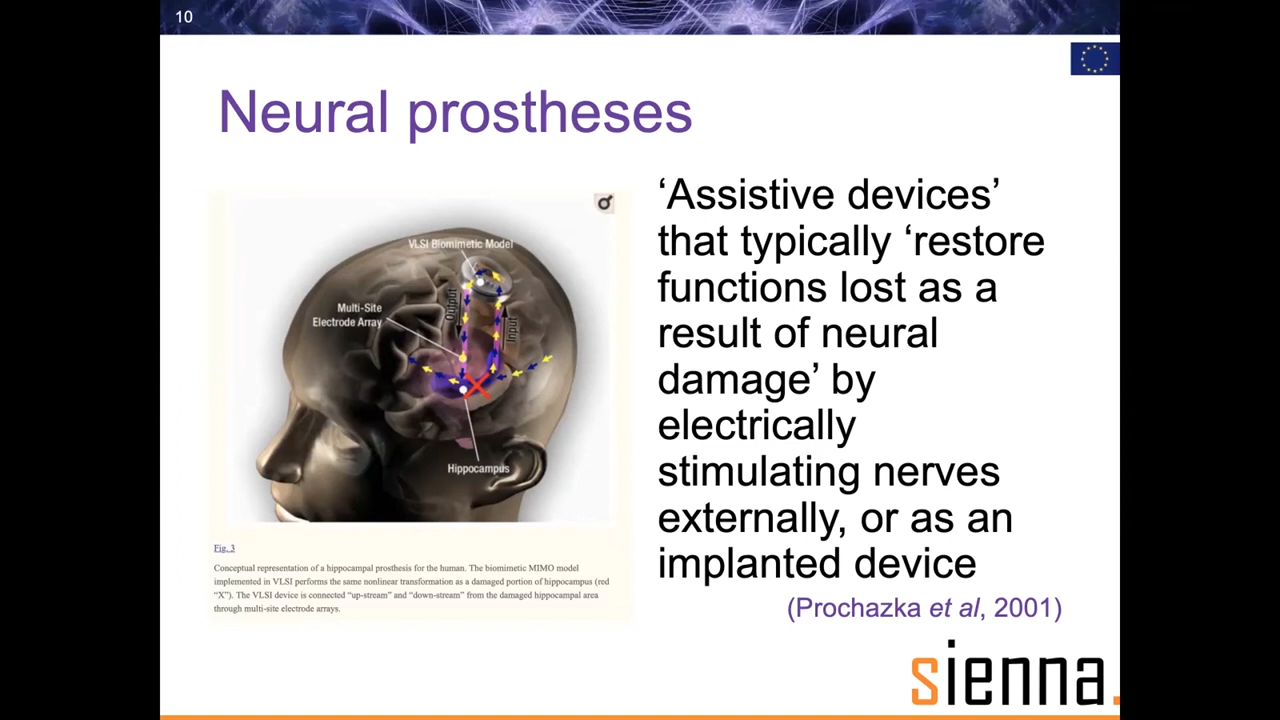 10
Neural prostheses
VLSI Biomimetic Model
Multi-Site
Electrode Array
Output
Input
Hippocampus
Fig. 3
Conceptual representation of a hippocampal prosthesis for the human. The biomimetic MIMO model
implemented in VLSI performs the same nonlinear transformation as a damaged portion of hippocampus (red
“X”). The VLSI device is connected “up-stream” and “down-stream” from the damaged hippocampal area
through multi-site electrode arrays.
‘Assistive devices’
that typically ‘restore
functions lost as a
result of neural
damage’ by
electrically
stimulating nerves
externally, or as an
implanted device
(Prochazka et al, 2001)
sienna.